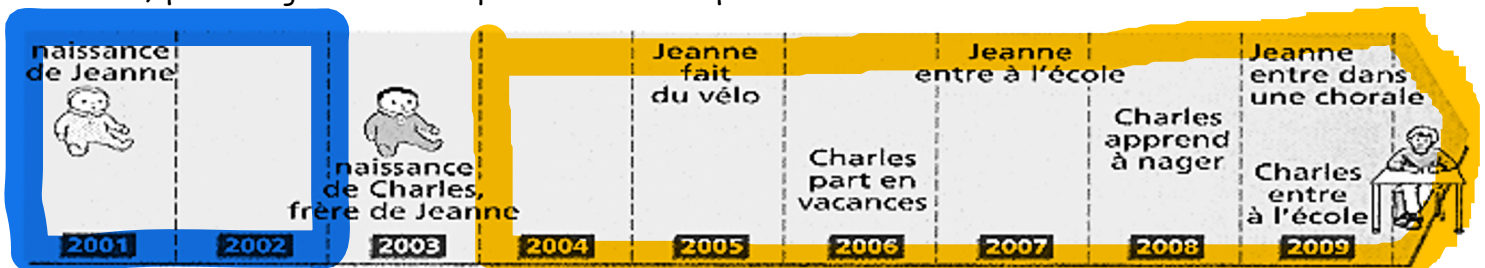 naissance
de Jeanne
naissance
de Charles,
frère de Jeanne
Jeanne
fait
du vélo
Charles
part en
vacances
Jeanne
entre à l'école
Charles
apprend
à nager
Jeanne
entre dans
une chorale
Charles
entre
à l'école
2001 2002 2003 2004 2005 2006 2007 2008 2009